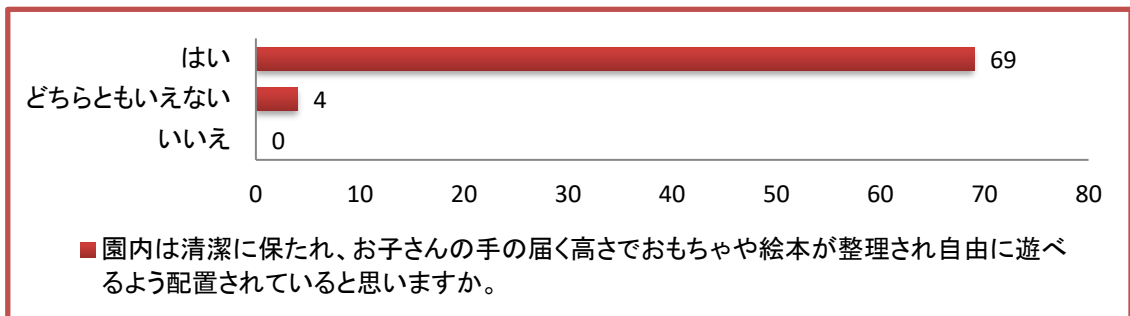 はい 69
どちらともいえない 4
いいえ 0
0 10 20 30 40 50 60 70 80
園内は清潔に保たれ、お子さんの手の届く高さでおもちゃや絵本が整理され自由に遊べ
るよう配置されていると思いますか。